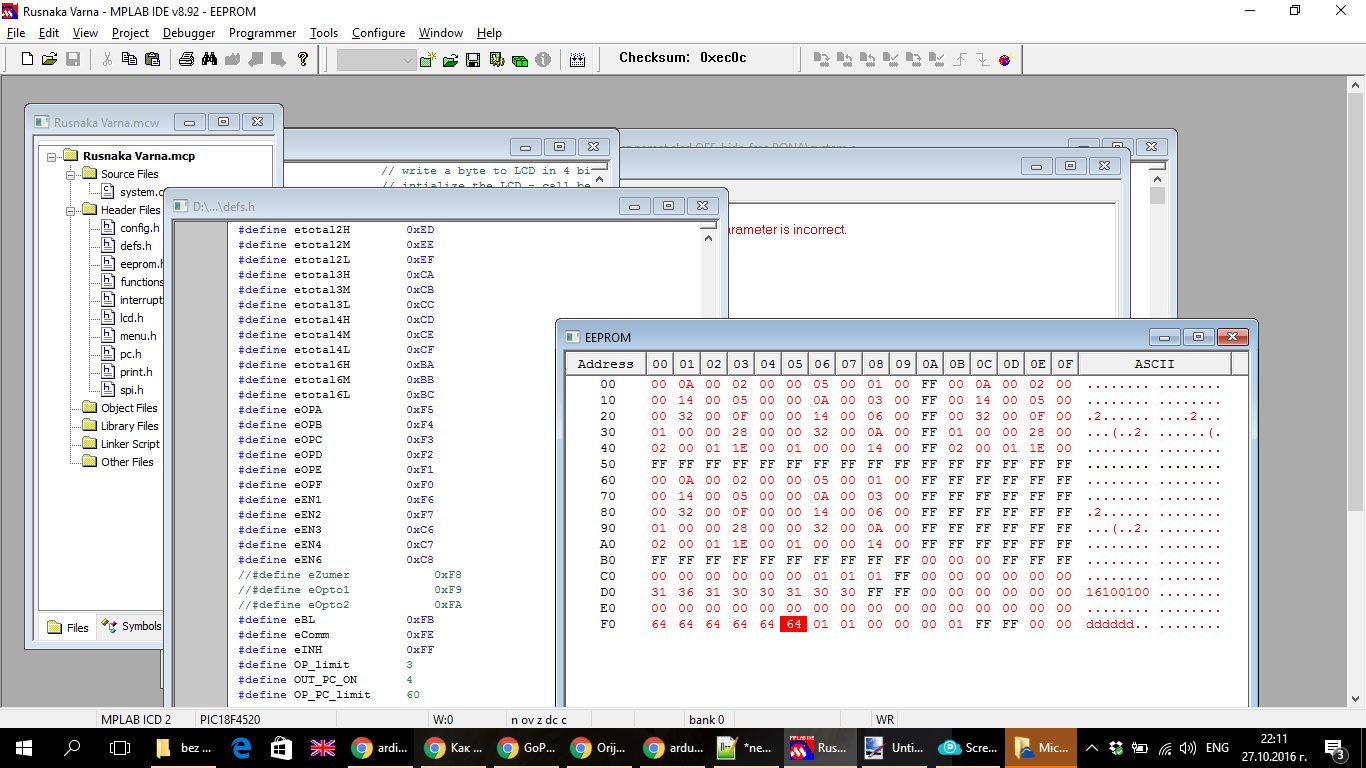 Rusnaka Varna - MPLAB IDE v8.92 - EEPROM
File Edit View Project Debugger Programmer Tools Configure Window Help
Checksum: 0xec0c
Rusnaka Varna.mcw
Rusnaka Varna.mcp
Source Files
system.c
Header Files
config.h
defs.h
eeprom.h
functions
interrupt
lcd.h
menu.h
pc.h
print.h
spi.h
Object Files
Library Files
Linker Script
Other Files
Files Symbols
// write a byte to LCD in 4 bi
// intialize the LCD - call be
rameter is incorrect.
D:\...\defs.h
#define etotal2H 0xED
#define etotal2M 0xEE
#define etotal2L 0xEF
#define etotal3H 0xCA
#define etotal3M 0xCB
#define etotal3L 0xCC
#define etotal4H 0xCD
#define etotal4M 0xCE
#define etotal4L 0xCF
#define etotal6H 0xBA
#define etotal6M 0xBB
#define etotal6L 0xBC
#define eOPA 0xF5
#define eOPB 0xF4
#define eOPC 0xF3
#define eOPD 0xF2
#define eOPE 0xF1
#define eOPF 0xF0
#define eEN1 0xF6
#define eEN2 0xF7
#define eEN3 0xC6
#define eEN4 0xC7
#define eEN6 0xC8
//#define eZumer 0xF8
//#define eOpto1 0xF9
//#define eOpto2 0xFA
#define eBL 0xFB
#define eComm 0xFE
#define eINH 0xFF
#define OP_limit 3
#define OUT_PC_ON 4
#define OP_PC_limit 60
EEPROM
Address 00 01 02 03 04 05 06 07 08 09 0A 0B 0C 0D 0E 0F ASCII
00 00 0A 00 02 00 00 05 00 01 00 FF 00 0A 00 02 00 ........ ........
10 00 14 00 05 00 00 0A 00 03 00 FF 00 14 00 05 00 ........ ........
20 00 32 00 0F 00 00 14 00 06 00 FF 00 32 00 0F 00 .2...... ....2...
30 01 00 00 28 00 00 32 00 0A 00 FF 01 00 00 28 00 ...(..2. ......(.
40 02 00 01 1E 00 01 00 00 14 00 FF 02 00 01 1E 00 ........ ........
50 FF FF FF FF FF FF FF FF FF FF FF FF FF FF FF FF ........ ........
60 00 0A 00 02 00 00 05 00 01 00 FF FF FF FF FF FF ........ ........
70 00 14 00 05 00 00 0A 00 03 00 FF FF FF FF FF FF ........ ........
80 00 32 00 0F 00 00 14 00 06 00 FF FF FF FF FF FF .2...... ........
90 01 00 00 28 00 00 32 00 0A 00 FF FF FF FF FF FF ...(..2. ........
A0 02 00 01 1E 00 01 00 00 14 00 FF FF FF FF FF FF ........ ........
B0 FF FF FF FF FF FF FF FF FF FF 00 00 00 FF FF FF ........ ........
C0 00 00 00 00 00 00 01 01 01 FF 00 00 00 00 00 00 ........ ........
D0 31 36 31 30 30 31 30 30 FF FF 00 00 00 00 00 00 16100100 ........
E0 00 00 00 00 00 00 00 00 00 00 00 00 00 00 00 00 ........ ........
F0 64 64 64 64 64 64 01 01 00 00 00 01 FF FF 00 00 dddddd.. ........
MPLAB ICD 2 PIC18F4520 W:0 n ov z dc c bank 0 WR
bez ... ardi... Как ... GoP... Orij... ardu... *ne... Rus... Unti... Scre... Mic... ENG 22:11
27.10.2016 г. 3